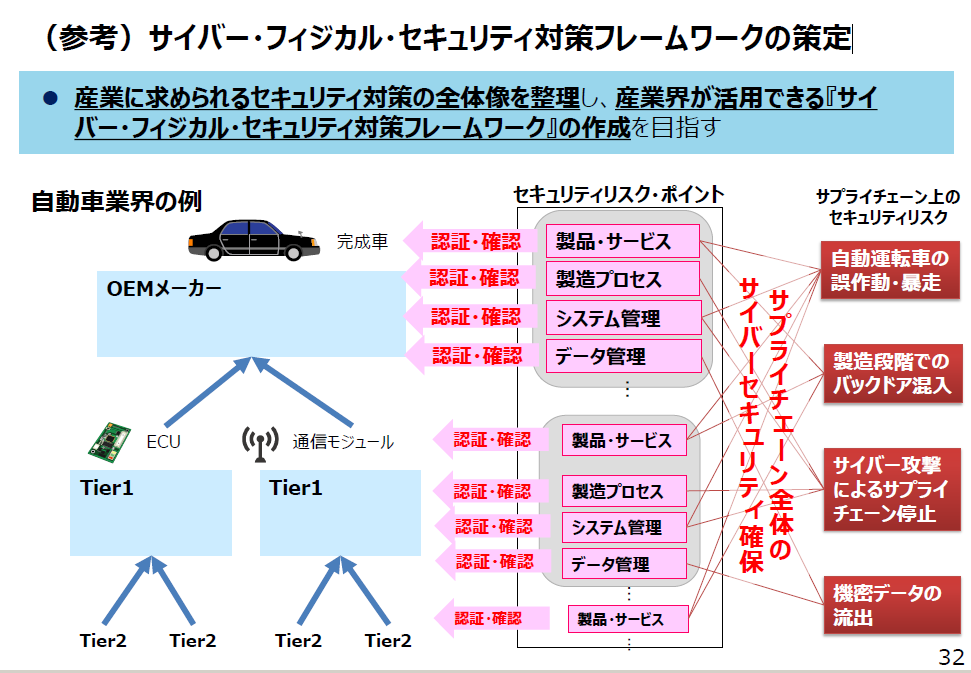 （参考）サイバー・フィジカル・セキュリティ対策フレームワークの策定
● 産業に求められるセキュリティ対策の全体像を整理し、産業界が活用できる『サイ
バー・フィジカル・セキュリティ対策フレームワーク』の作成を目指す
自動車業界の例
セキュリティリスク・ポイント
サプライチェーン上の
セキュリティリスク
完成車
OEMメーカー
認証・確認
製品・サービス
認証・確認
製造プロセス
認証・確認
システム管理
認証・確認
データ管理
⋮
ECU
通信モジュール
Tier1
Tier1
認証・確認
製品・サービス
認証・確認
製造プロセス
認証・確認
システム管理
認証・確認
データ管理
⋮
認証・確認
製品・サービス
⋮
Tier2
Tier2
Tier2
Tier2
サプライチェーン全体の
サイバーセキュリティ確保
自動運転車の
誤作動・暴走
製造段階での
バックドア混入
サイバー攻撃
によるサプライ
チェーン停止
機密データの
流出
32